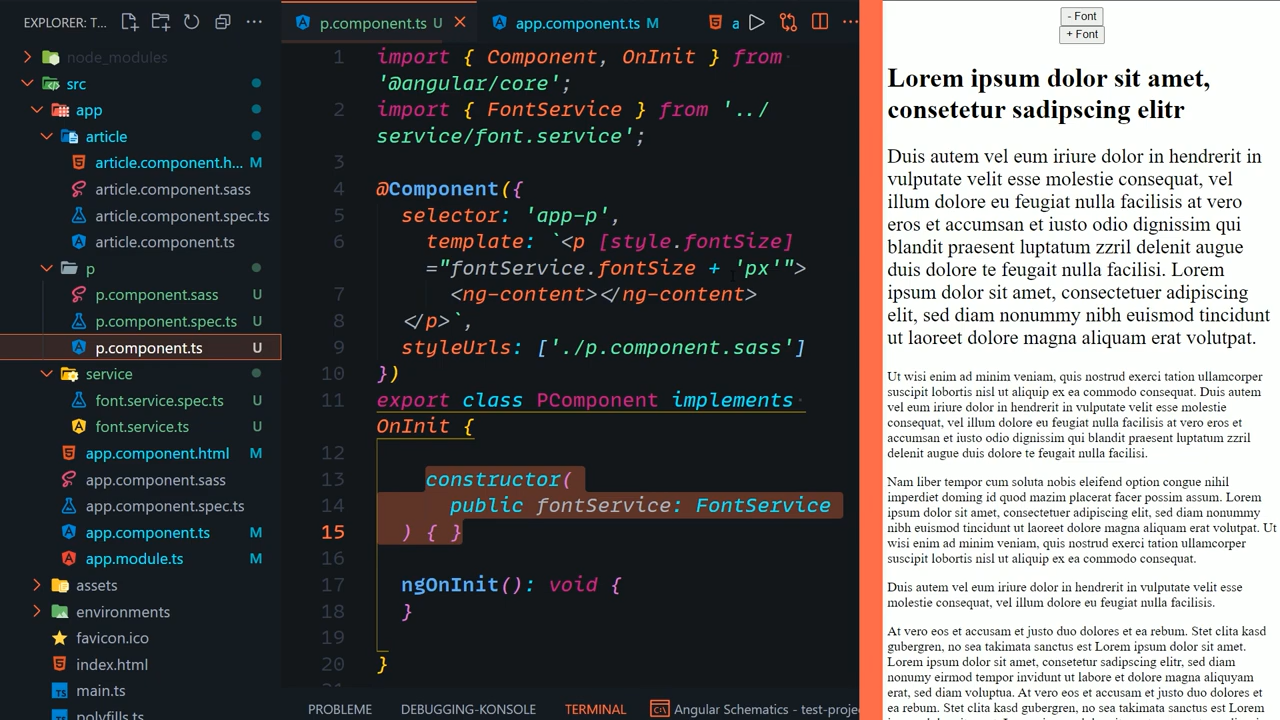 EXPLORER: T...
node_modules
src
app
article
article.component.h... M
article.component.sass
article.component.spec.ts
article.component.ts
p
p.component.sass U
p.component.spec.ts U
p.component.ts U
service
font.service.spec.ts U
font.service.ts U
app.component.html M
app.component.sass
app.component.spec.ts
app.component.ts M
app.module.ts M
assets
environments
favicon.ico
index.html
main.ts
polyfills.ts
p.component.ts U
app.component.ts M
a
1 import { Component, OnInit } from
'@angular/core';
2 import { FontService } from '../
service/font.service';
3
4 @Component({
5 selector: 'app-p',
6 template: `<p [style.fontSize]
="fontService.fontSize + 'px'">
7 <ng-content></ng-content>
8 </p>`,
9 styleUrls: ['./p.component.sass']
10 })
11 export class PComponent implements
OnInit {
12
13 constructor(
14 public fontService: FontService
15 ) { }
16
17 ngOnInit(): void {
18 }
19
20 }
PROBLEME
DEBUGGING-KONSOLE
TERMINAL
Angular Schematics - test-proje
- Font
+ Font
Lorem ipsum dolor sit amet,
consetetur sadipscing elitr
Duis autem vel eum iriure dolor in hendrerit in
vulputate velit esse molestie consequat, vel
illum dolore eu feugiat nulla facilisis at vero
eros et accumsan et iusto odio dignissim qui
blandit praesent luptatum zzril delenit augue
duis dolore te feugait nulla facilisi. Lorem
ipsum dolor sit amet, consectetuer adipiscing
elit, sed diam nonummy nibh euismod tincidunt
ut laoreet dolore magna aliquam erat volutpat.
Ut wisi enim ad minim veniam, quis nostrud exerci tation ullamcorper
suscipit lobortis nisl ut aliquip ex ea commodo consequat. Duis autem
vel eum iriure dolor in hendrerit in vulputate velit esse molestie
consequat, vel illum dolore eu feugiat nulla facilisis at vero eros et
accumsan et iusto odio dignissim qui blandit praesent luptatum zzril
delenit augue duis dolore te feugait nulla facilisi.
Nam liber tempor cum soluta nobis eleifend option congue nihil
imperdiet doming id quod mazim placerat facer possim assum. Lorem
ipsum dolor sit amet, consectetuer adipiscing elit, sed diam nonummy
nibh euismod tincidunt ut laoreet dolore magna aliquam erat volutpat. Ut
wisi enim ad minim veniam, quis nostrud exerci tation ullamcorper
suscipit lobortis nisl ut aliquip ex ea commodo consequat.
Duis autem vel eum iriure dolor in hendrerit in vulputate velit esse
molestie consequat, vel illum dolore eu feugiat nulla facilisis.
At vero eos et accusam et justo duo dolores et ea rebum. Stet clita kasd
gubergren, no sea takimata sanctus est Lorem ipsum dolor sit amet.
Lorem ipsum dolor sit amet, consetetur sadipscing elitr, sed diam
nonumy eirmod tempor invidunt ut labore et dolore magna aliquyam
erat, sed diam voluptua. At vero eos et accusam et justo duo dolores et
ea rebum. Stet clita kasd gubergren, no sea takimata sanctus est Lorem